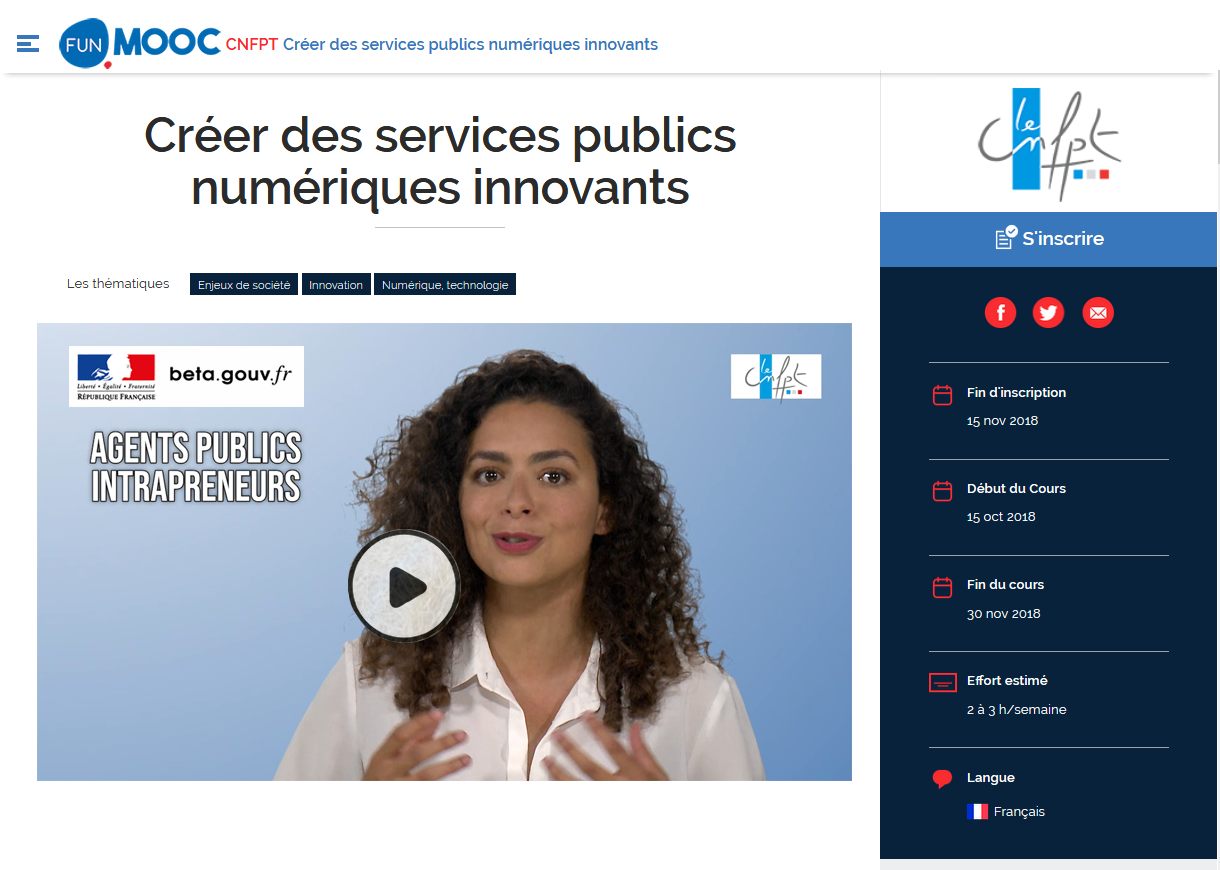 FUN MOOC CNFPT Créer des services publics numériques innovants
Créer des services publics
numériques innovants
Les thématiques Enjeux de société Innovation Numérique, technologie
Liberté • Égalité • Fraternité
RÉPUBLIQUE FRANÇAISE
beta.gouv.fr
le cnfpt
AGENTS PUBLICS
INTRAPRENEURS
le cnfpt
S'inscrire
Fin d'inscription
15 nov 2018
Début du Cours
15 oct 2018
Fin du cours
30 nov 2018
Effort estimé
2 à 3 h/semaine
Langue
Français